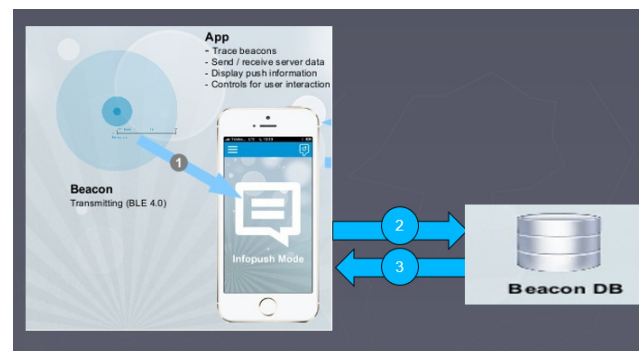 App
- Trace beacons
- Send / receive server data
- Display push information
- Controls for user interaction
1
Beacon
Transmitting (BLE 4.0)
Infopush Mode
2
3
Beacon DB